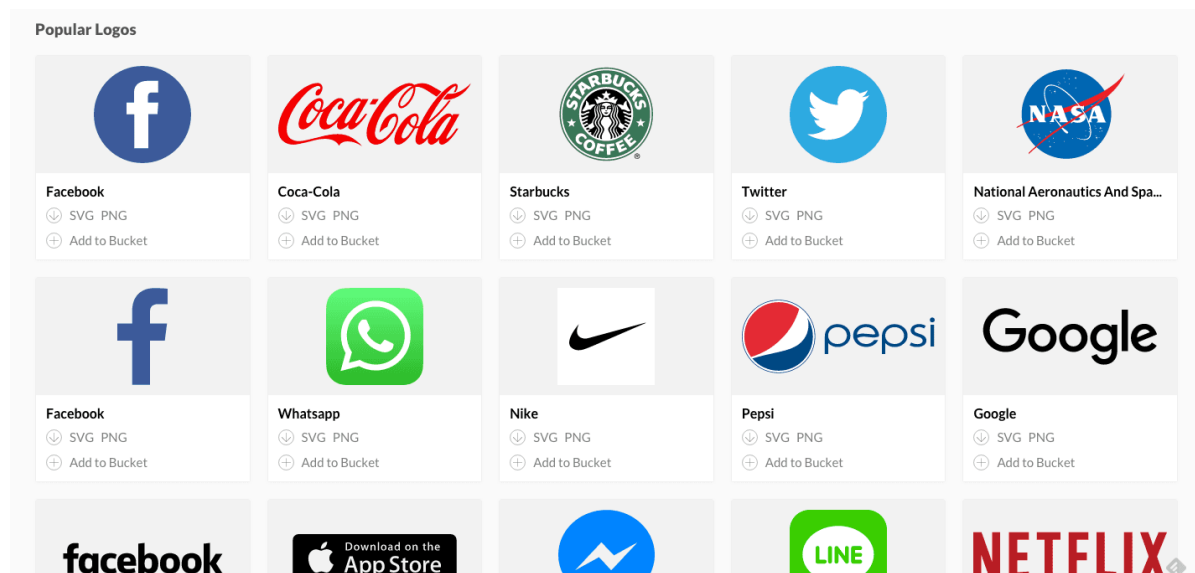 Popular Logos
Coca-Cola
STARBUCKS
COFFEE
®
NASA
Facebook
SVG PNG
Add to Bucket
Coca-Cola
SVG PNG
Add to Bucket
Starbucks
SVG PNG
Add to Bucket
Twitter
SVG PNG
Add to Bucket
National Aeronautics And Spa...
SVG PNG
Add to Bucket
pepsi
Google
Facebook
SVG PNG
Add to Bucket
Whatsapp
SVG PNG
Add to Bucket
Nike
SVG PNG
Add to Bucket
Pepsi
SVG PNG
Add to Bucket
Google
SVG PNG
Add to Bucket
facebook
Download on the
App Store
LINE
NETFLIX